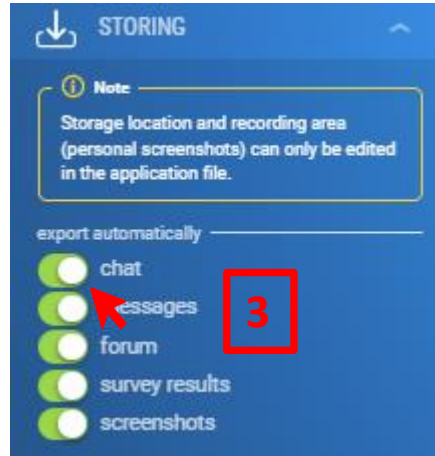 STORING
Note
Storage location and recording area
(personal screenshots) can only be edited
in the application file.
export automatically
chat
messages
3
forum
survey results
screenshots